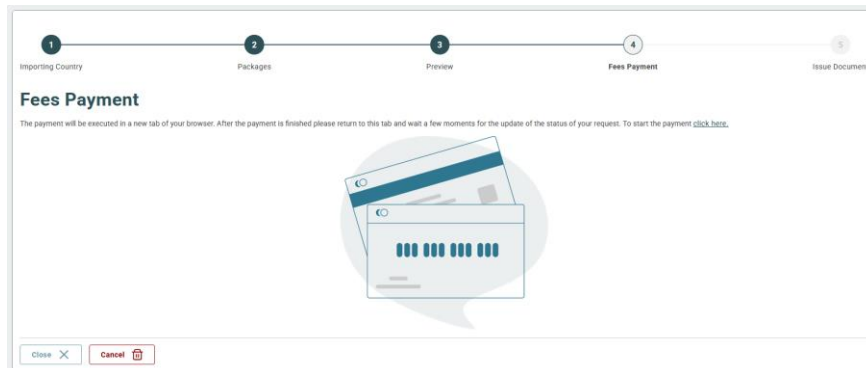 1
2
3
4
5
Importing Country
Packages
Preview
Fees Payment
Issue Document
Fees Payment
The payment will be executed in a new tab of your browser. After the payment is finished please return to this tab and wait a few moments for the update of the status of your request. To start the payment click here.
Close
Cancel